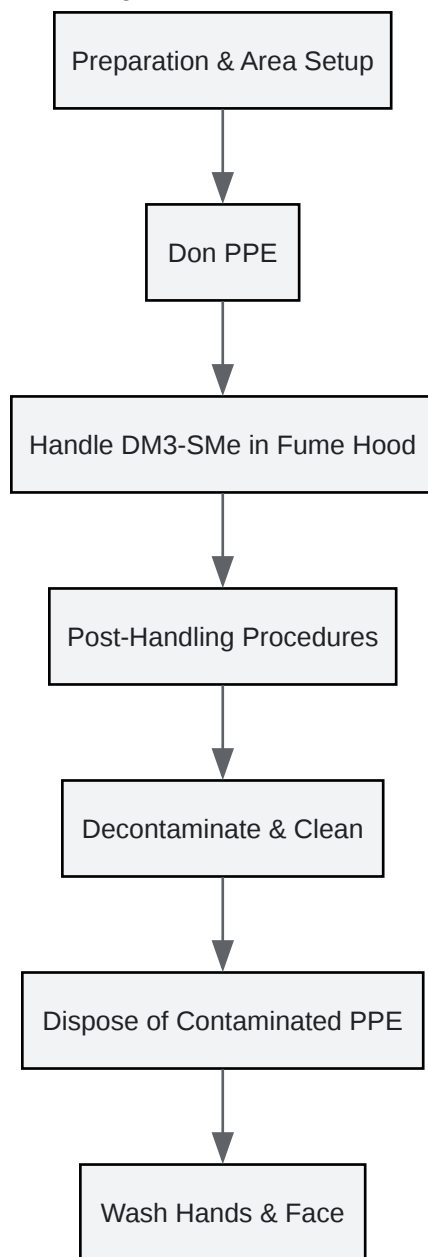 Preparation & Area Setup
Don PPE
Handle DM3-SMe in Fume Hood
Post-Handling Procedures
Decontaminate & Clean
Dispose of Contaminated PPE
Wash Hands & Face